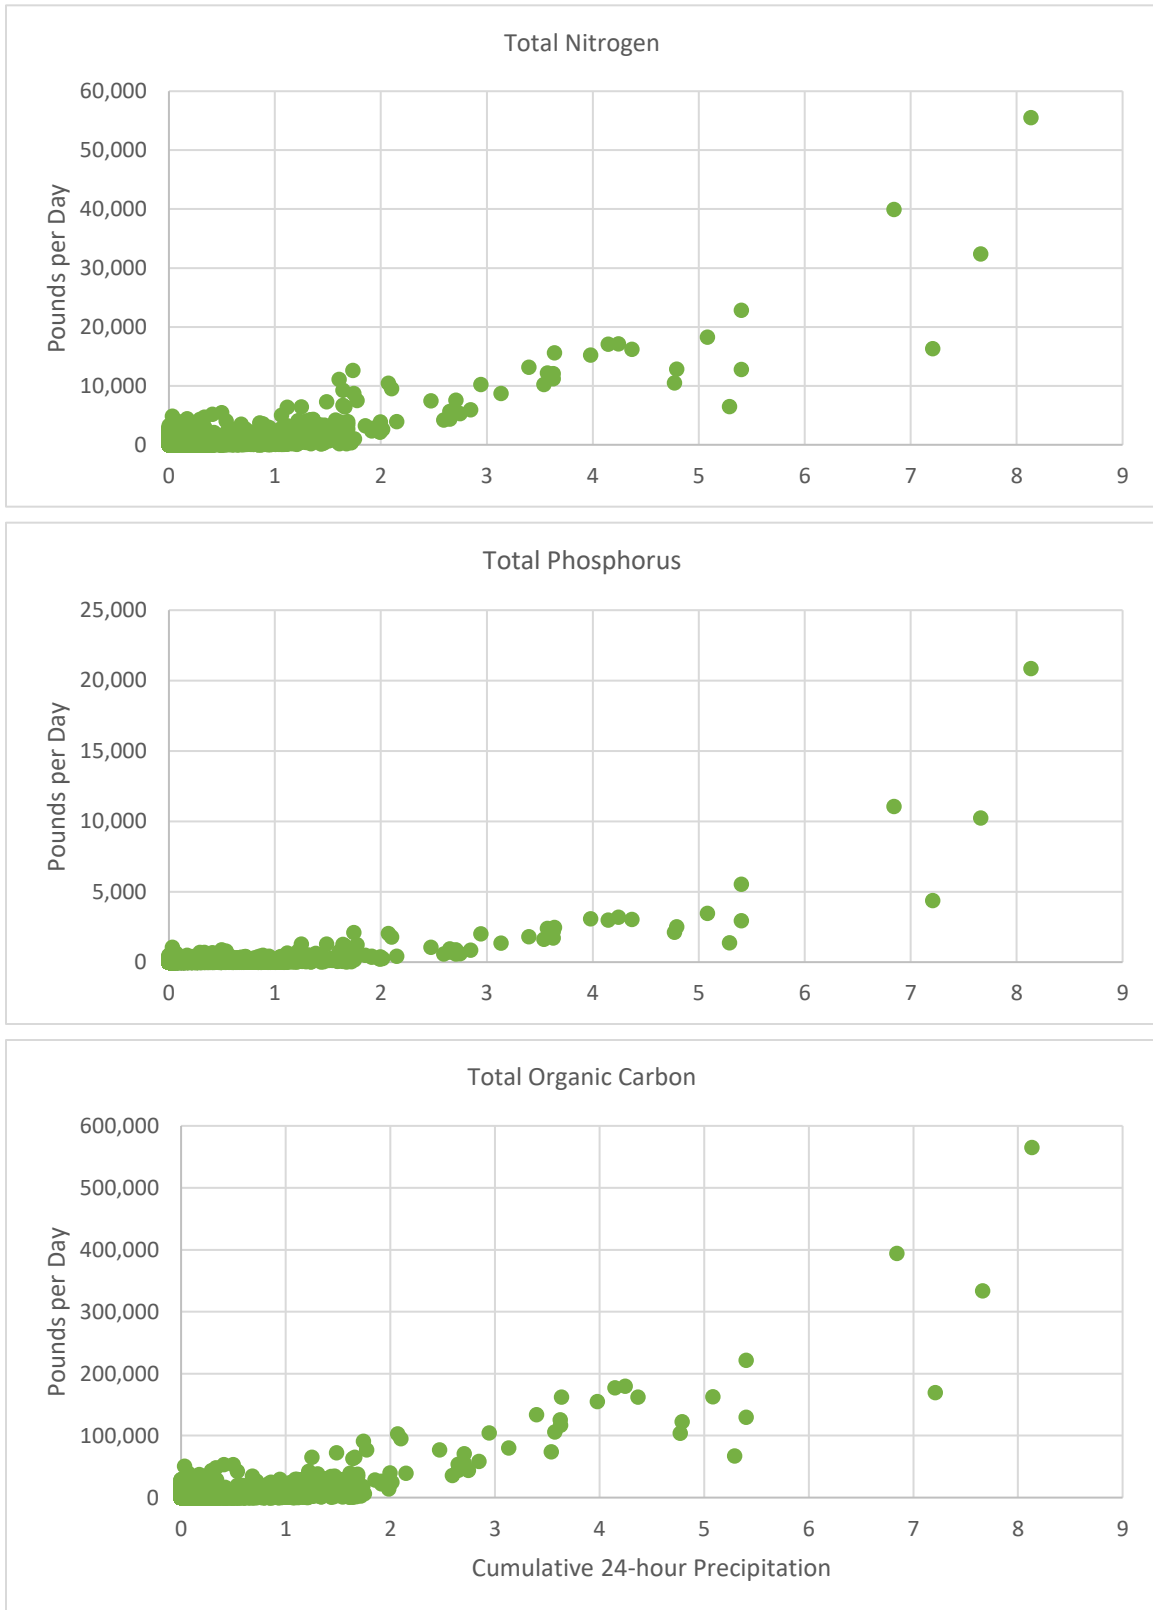 Total Nitrogen
60,000
50,000
40,000
30,000
20,000
10,000
0
Pounds per Day
0 1 2 3 4 5 6 7 8 9
Total Phosphorus
25,000
20,000
15,000
10,000
5,000
0
Pounds per Day
0 1 2 3 4 5 6 7 8 9
Total Organic Carbon
600,000
500,000
400,000
300,000
200,000
100,000
0
Pounds per Day
0 1 2 3 4 5 6 7 8 9
Cumulative 24-hour Precipitation